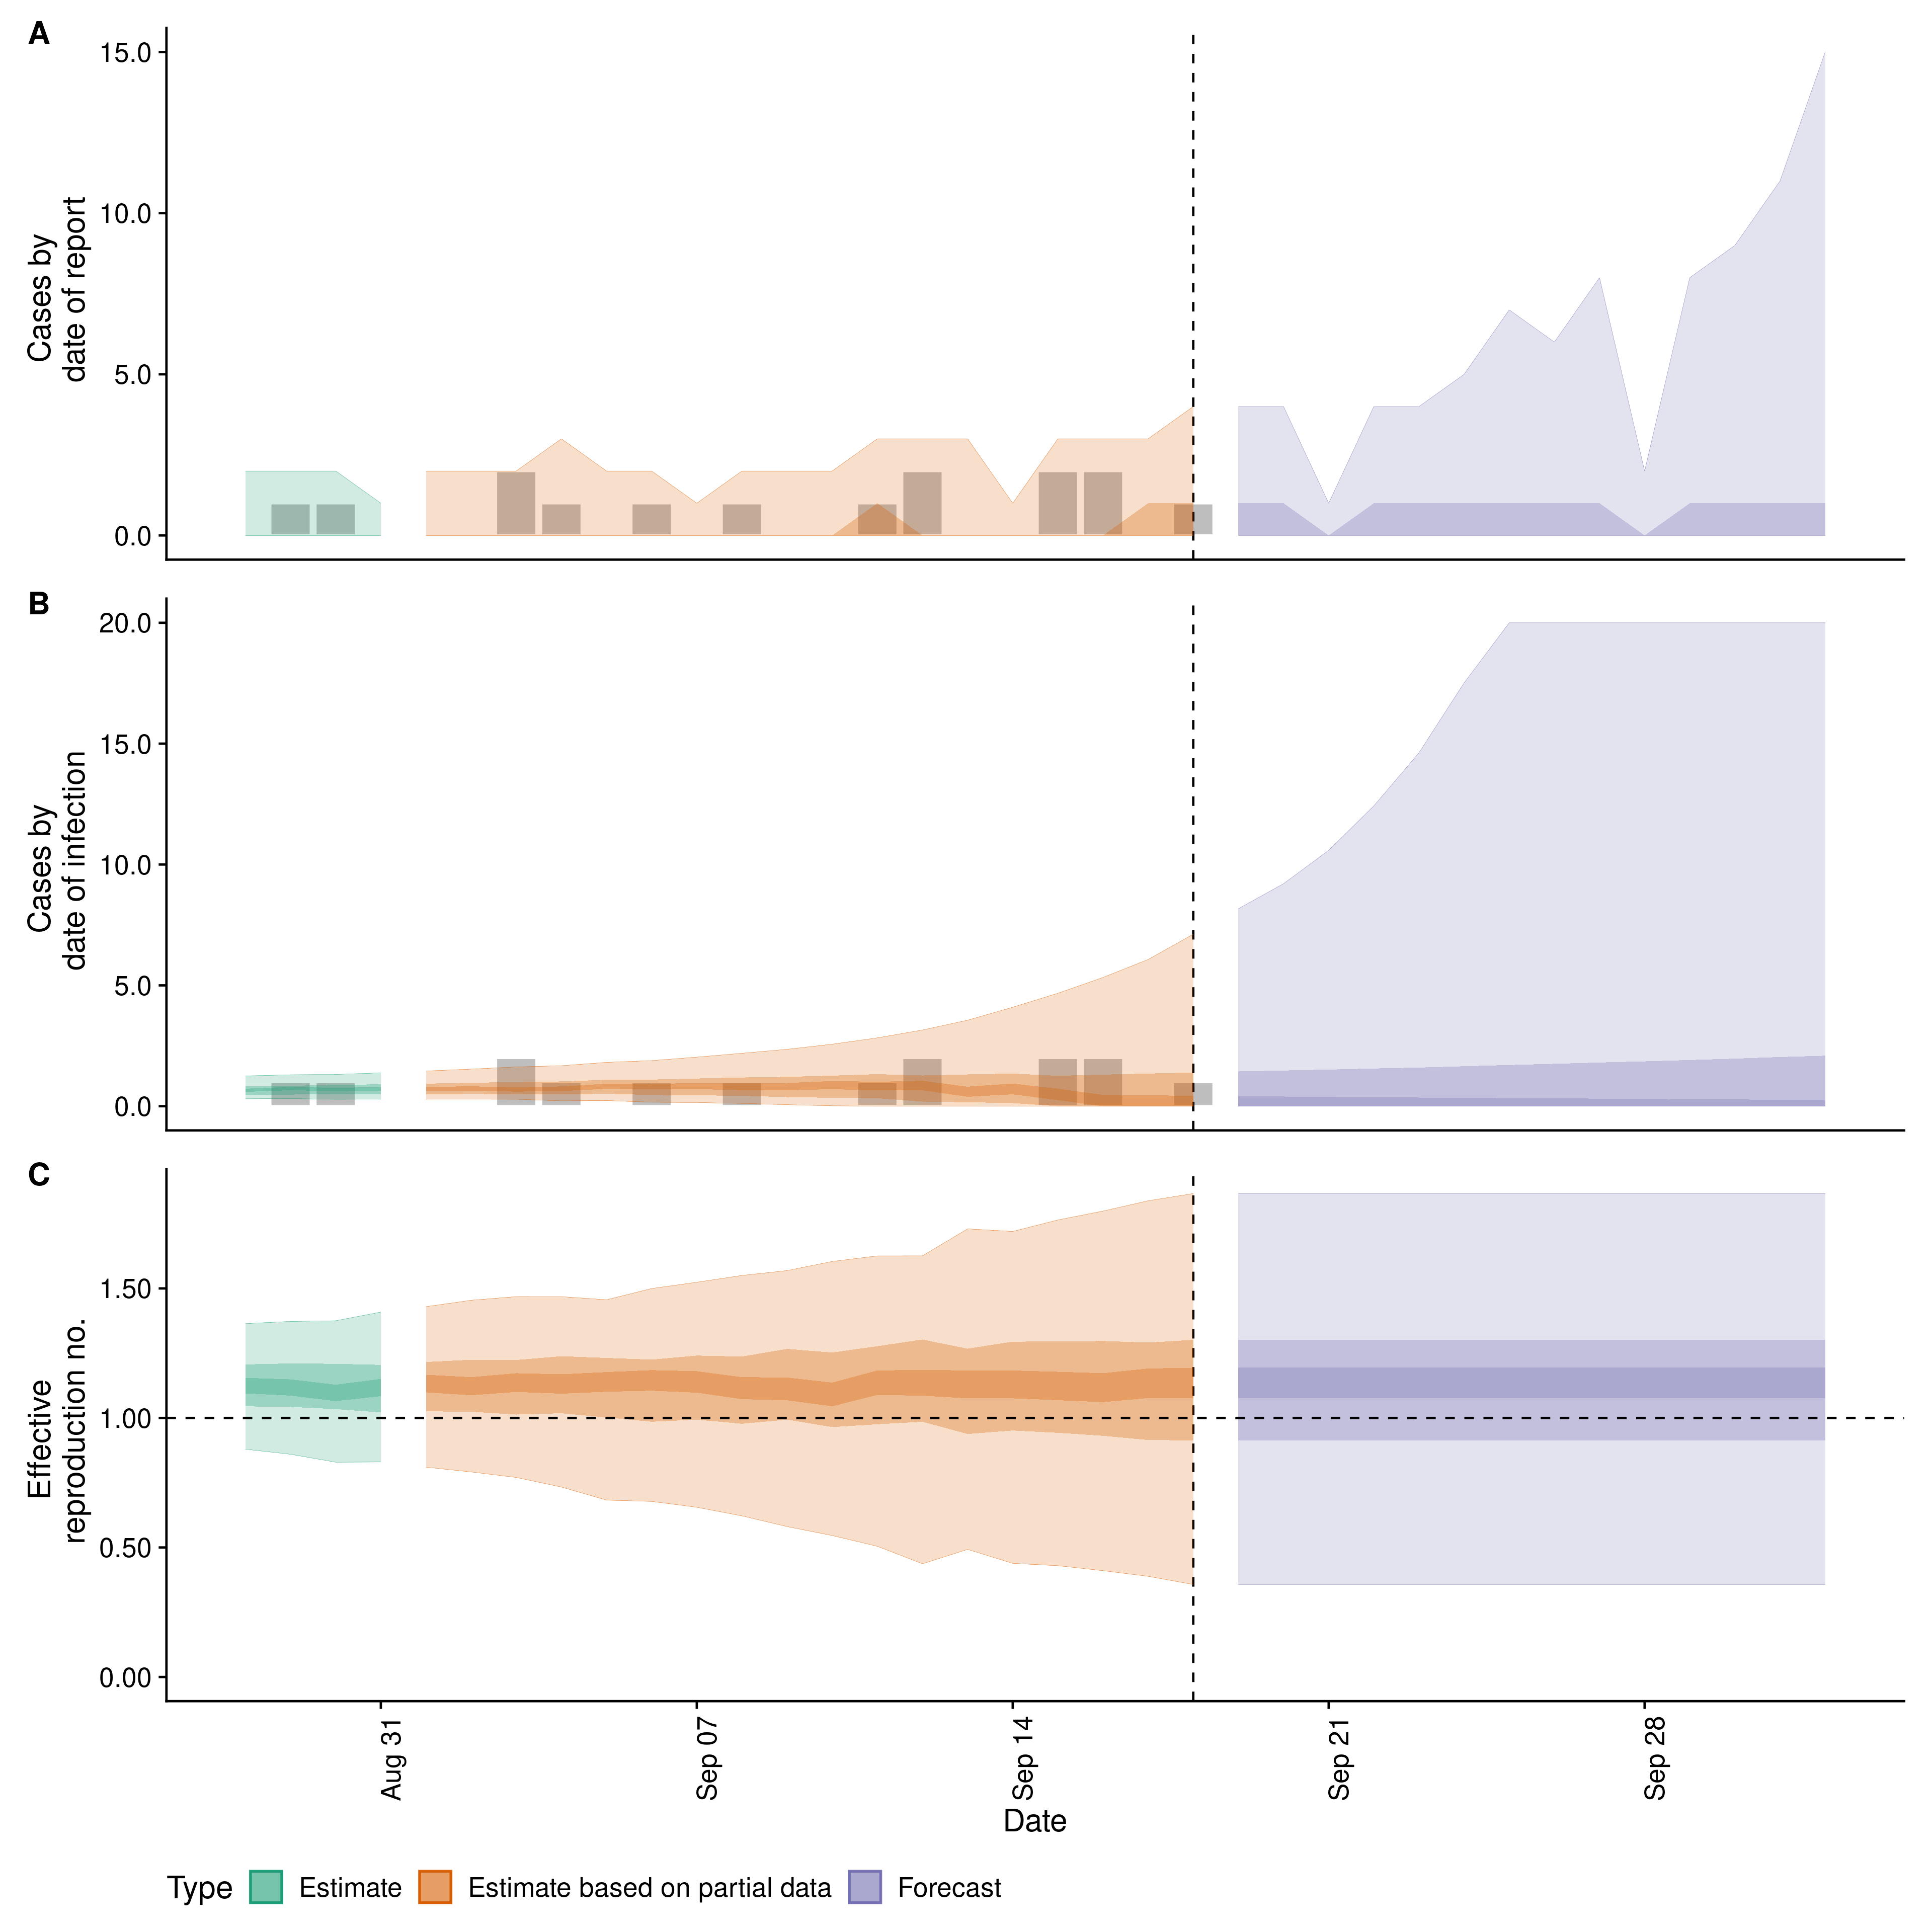 A
Cases by
date of report
15.0
10.0
5.0
0.0
B
Cases by
date of infection
20.0
15.0
10.0
5.0
0.0
C
Effective
reproduction no.
1.50
1.00
0.50
0.00
Aug 31
Sep 07
Sep 14
Sep 21
Sep 28
Date
Type Estimate Estimate based on partial data Forecast